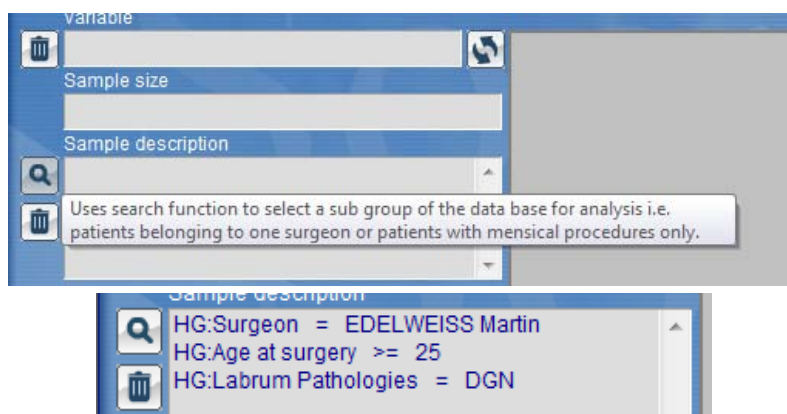 Variable
Sample size
Sample description
Uses search function to select a sub group of the data base for analysis i.e.
patients belonging to one surgeon or patients with mensical procedures only.
Sample description
HG:Surgeon = EDELWEISS Martin
HG:Age at surgery >= 25
HG:Labrum Pathologies = DGN